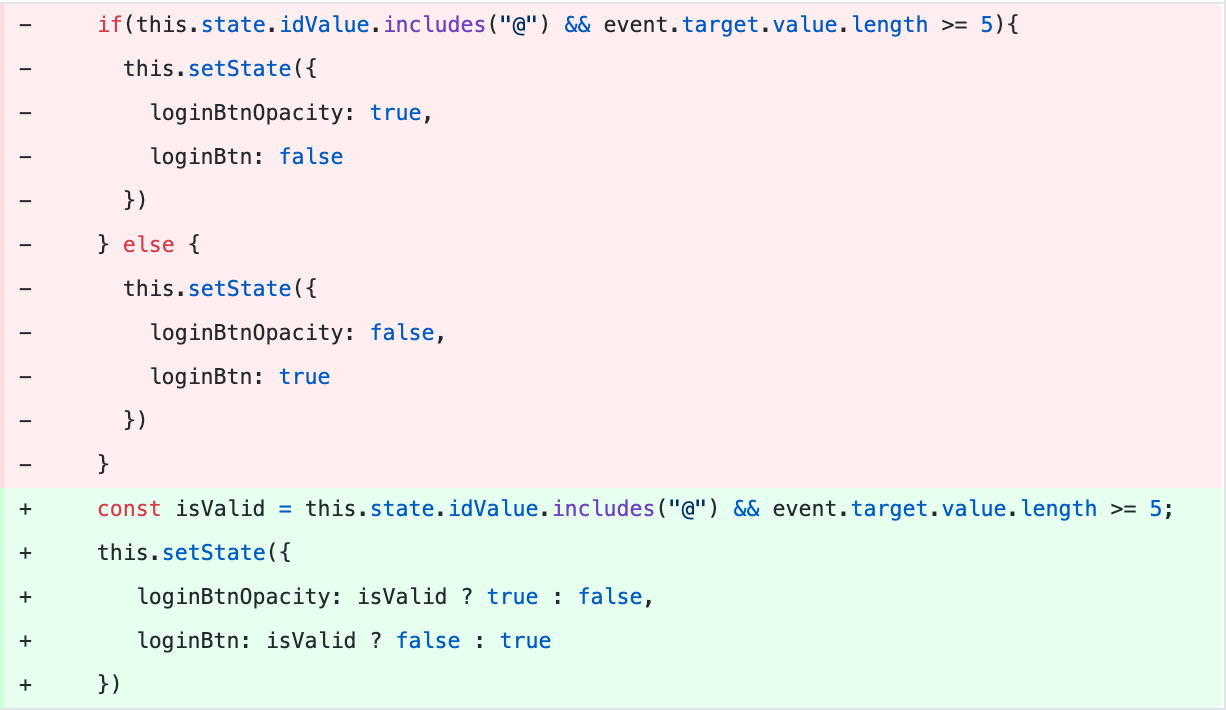 -     if(this.state.idValue.includes("@") && event.target.value.length >= 5){
-       this.setState({
-         loginBtnOpacity: true,
-         loginBtn: false
-       })
-     } else {
-       this.setState({
-         loginBtnOpacity: false,
-         loginBtn: true
-       })
-     }
+     const isValid = this.state.idValue.includes("@") && event.target.value.length >= 5;
+     this.setState({
+        loginBtnOpacity: isValid ? true : false,
+        loginBtn: isValid ? false : true
+     })